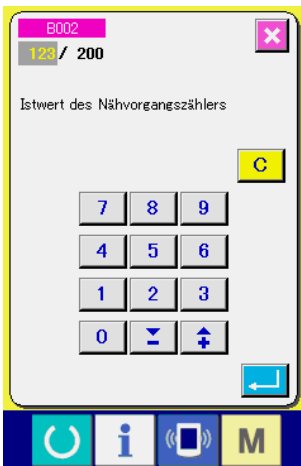 B002
123/ 200
Istwert des Nähvorgangszählers
C
7 8 9
4 5 6
1 2 3
0
i M